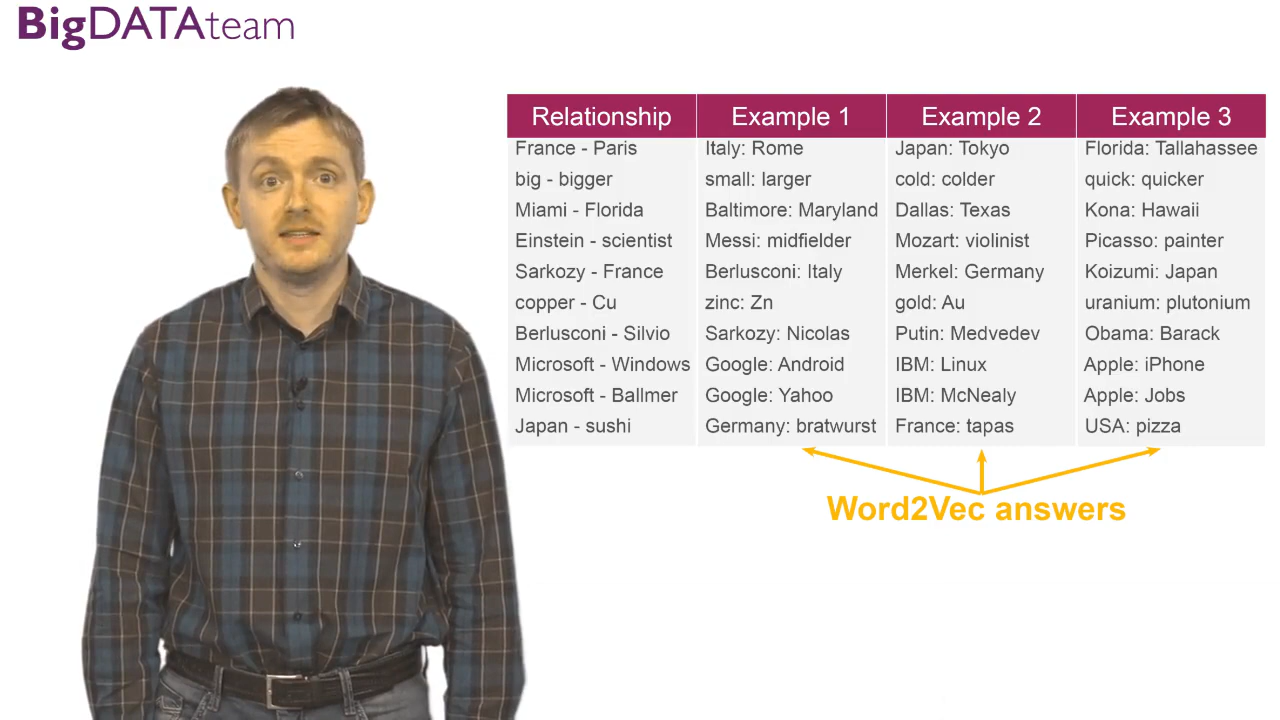 BigDATAteam
Relationship Example 1 Example 2 Example 3
France - Paris Italy: Rome Japan: Tokyo Florida: Tallahassee
big - bigger small: larger cold: colder quick: quicker
Miami - Florida Baltimore: Maryland Dallas: Texas Kona: Hawaii
Einstein - scientist Messi: midfielder Mozart: violinist Picasso: painter
Sarkozy - France Berlusconi: Italy Merkel: Germany Koizumi: Japan
copper - Cu zinc: Zn gold: Au uranium: plutonium
Berlusconi - Silvio Sarkozy: Nicolas Putin: Medvedev Obama: Barack
Microsoft - Windows Google: Android IBM: Linux Apple: iPhone
Microsoft - Ballmer Google: Yahoo IBM: McNealy Apple: Jobs
Japan - sushi Germany: bratwurst France: tapas USA: pizza
Word2Vec answers